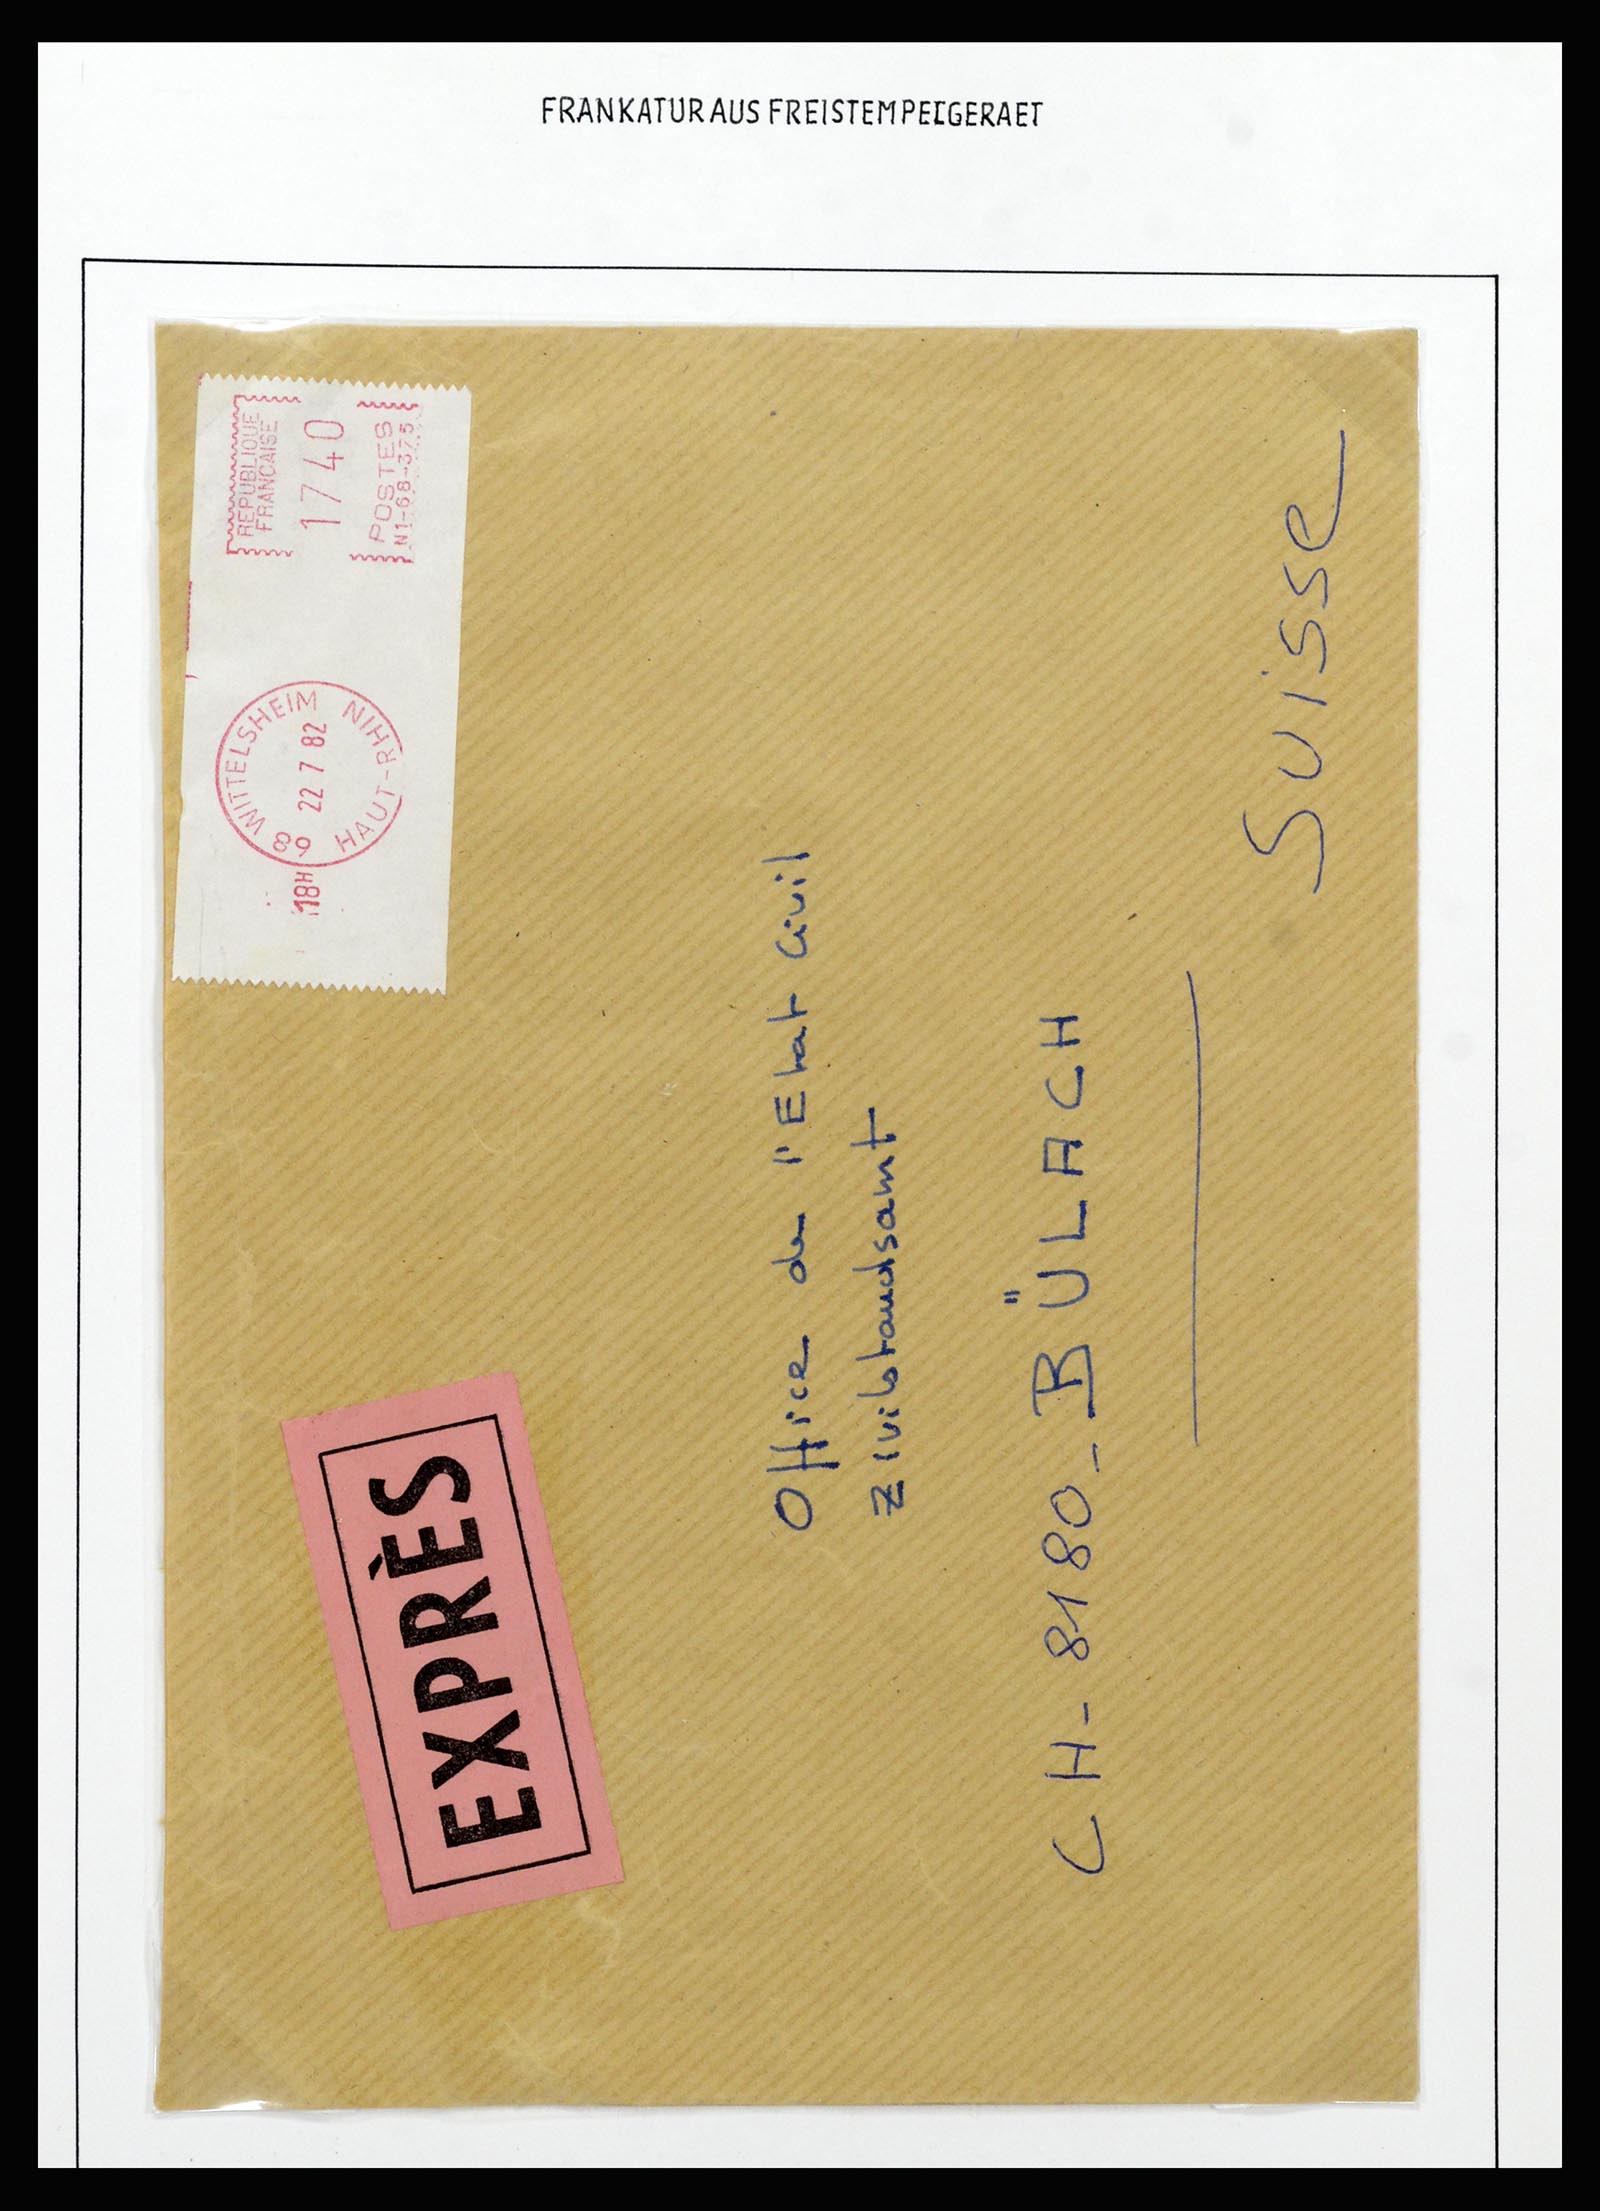 FRANKATUR AUS FREISTEMPELGERAET
REPUBLIQUE
FRANCAISE
1740
POSTES
N1-68-375
68 WITTELSHEIM
18H 22 7 82
HAUT-RHIN
EXPRÈS
Office de l'Etat Civil
Zivilstandsamt
CH-8180-BÜLACH
Suisse